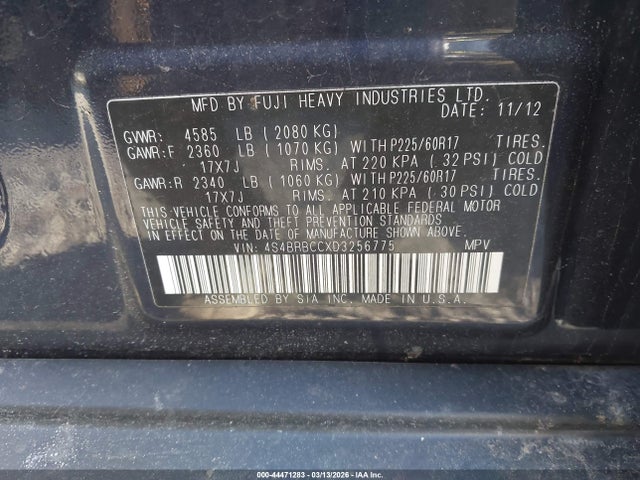 MFD BY FUJI HEAVY INDUSTRIES LTD.
DATE: 11/12
GVWR: 4585 LB ( 2080 KG)
GAWR:F 2360 LB ( 1070 KG) WITH P225/60R17 TIRES.
17X7J RIMS. AT 220 KPA ( 32 PSI) COLD
GAWR:R 2340 LB ( 1060 KG) WITH P225/60R17 TIRES.
17X7J RIMS. AT 210 KPA ( 30 PSI) COLD
THIS VEHICLE CONFORMS TO ALL APPLICABLE FEDERAL MOTOR
VEHICLE SAFETY AND THEFT PREVENTION STANDARDS
IN EFFECT ON THE DATE OF MANUFACTURE SHOWN ABOVE.
VIN: 4S4BRBCCXD3256775 MPV
ASSEMBLED BY SIA INC. MADE IN U.S.A.
000-44471283 - 03/13/2026 - IAA Inc.